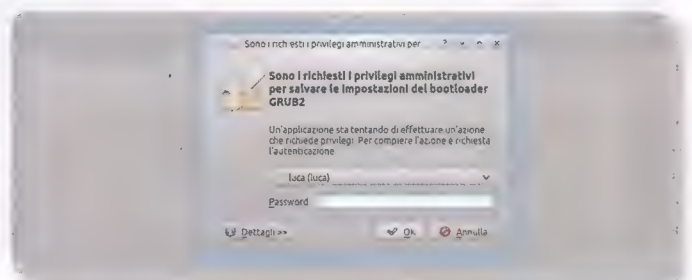 Sono i richiesti i privilegi amministrativi per ... ?
Sono i richiesti i privilegi amministrativi
per salvare le impostazioni del bootloader
GRUB2
Un'applicazione sta tentando di effettuare un'azione
che richiede privilegi. Per compiere l'azione è richiesta
l'autenticazione
luca (luca)
Password
Dettagli >>
Ok
Annulla